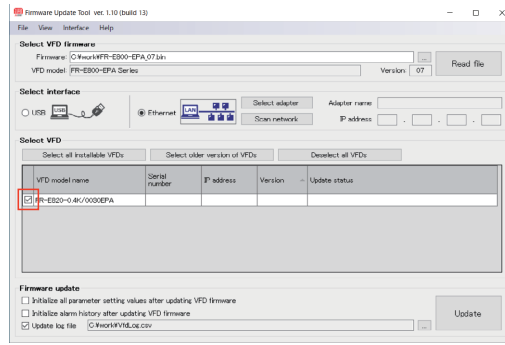 Firmware Update Tool ver. 1.10 (build 13)
File View Interface Help
Select VFD firmware
Firmware: C:¥work¥FR-E800-EPA_07.bin ...
VFD model: FR-E800-EPA Series Version: 07
Read file
Select interface
USB USB Ethernet LAN Select adapter Adapter name
Scan network IP address . . .
Select VFD
Select all installable VFDs Select older version of VFDs Deselect all VFDs
VFD model name Serial number IP address Version Update status
FR-E820-0.4K/0030EPA
Firmware update
Initialize all parameter setting values after updating VFD firmware
Initialize alarm history after updating VFD firmware
Update log file C:¥work¥VfdLog.csv ...
Update